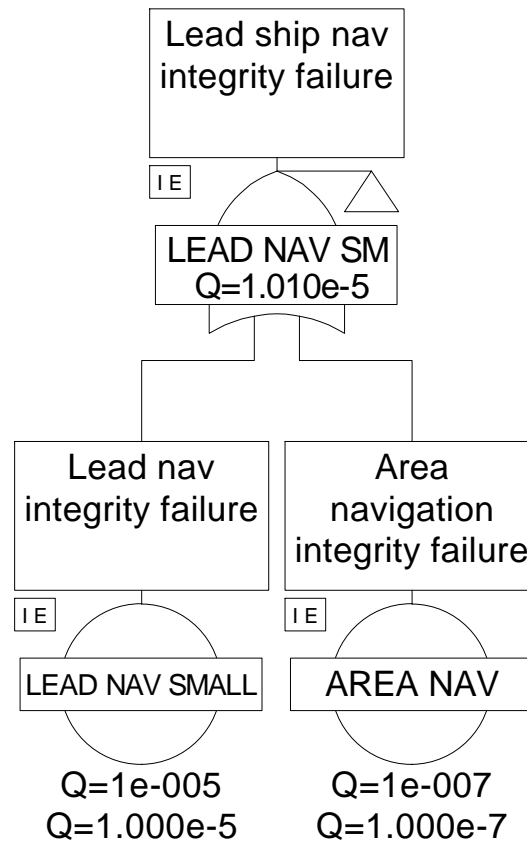 Lead ship nav
integrity failure
I E
LEAD NAV SM
Q=1.010e-5
Lead nav
integrity failure
I E
LEAD NAV SMALL
Q=1e-005
Q=1.000e-5
Area
navigation
integrity failure
I E
AREA NAV
Q=1e-007
Q=1.000e-7